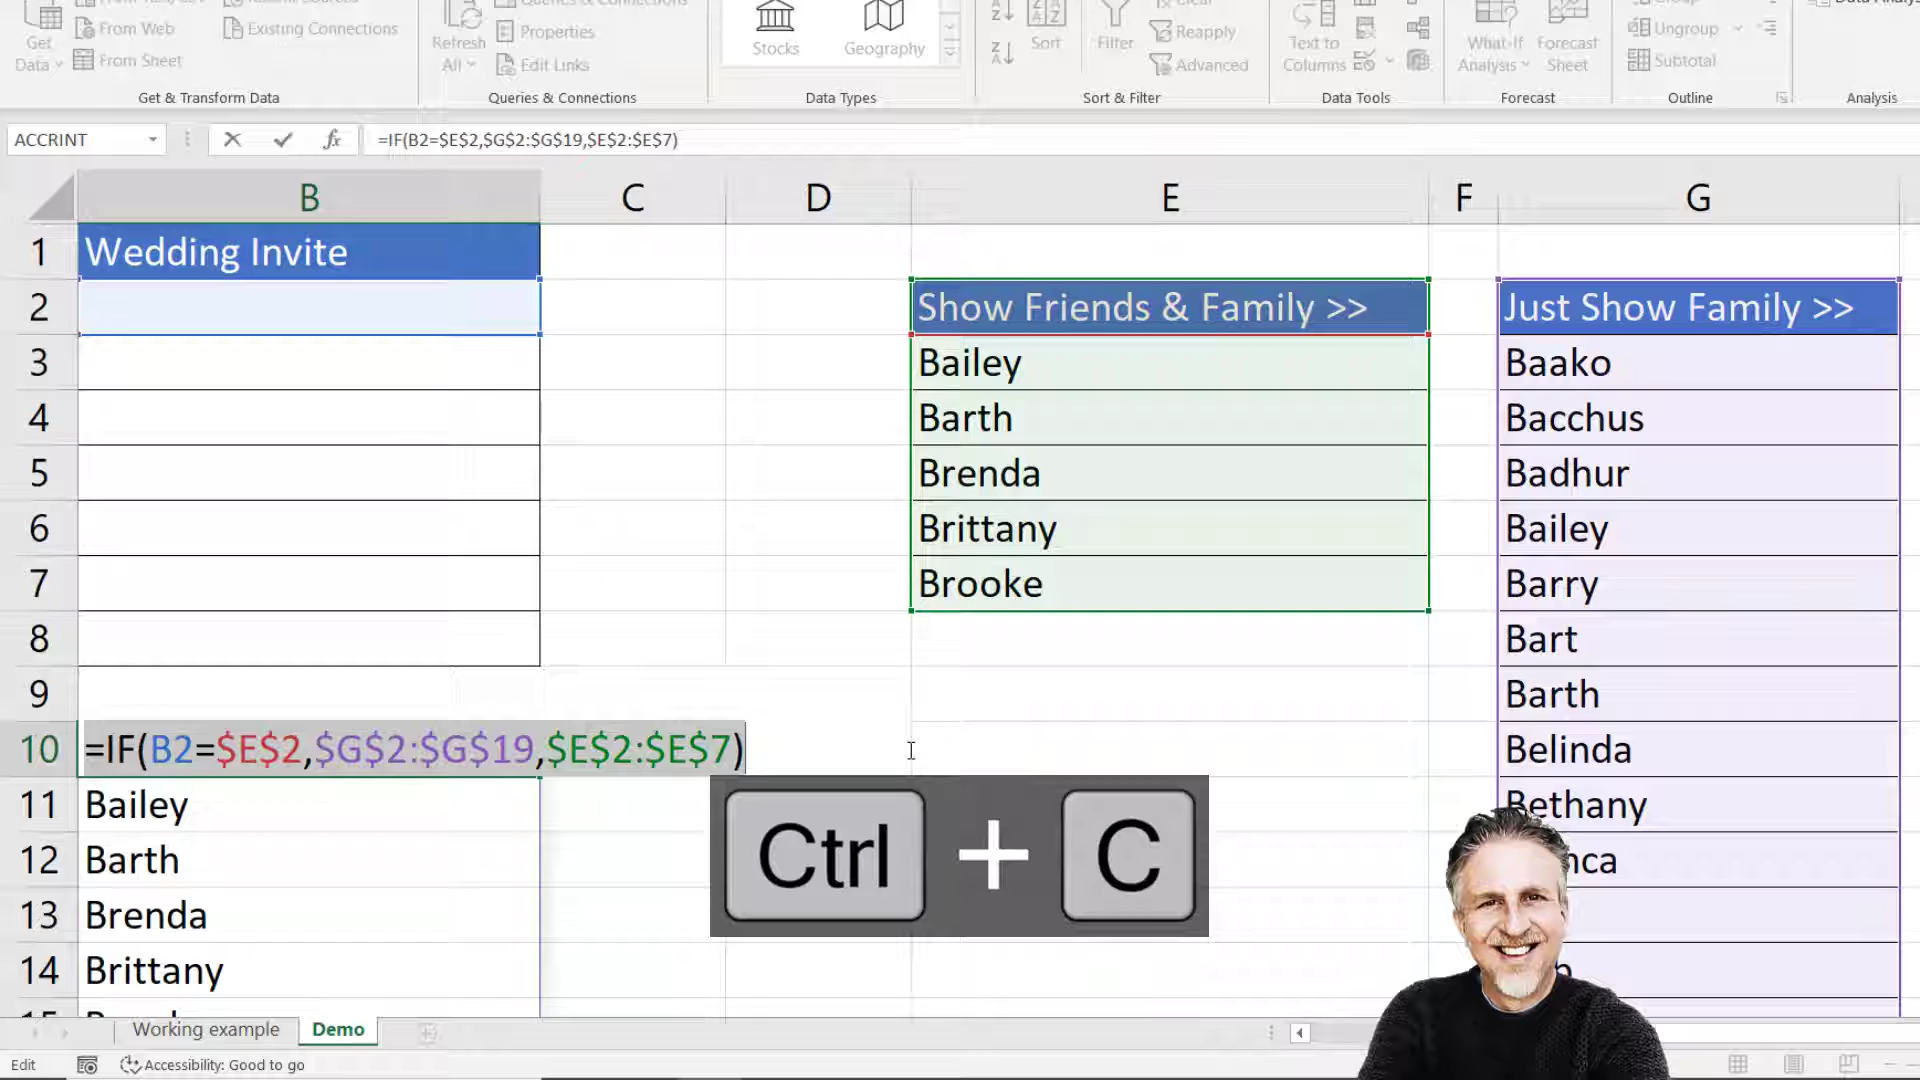 Get
Data
From Web
From Sheet
Existing Connections
Get & Transform Data
Refresh
All
Queries & Connections
Properties
Edit Links
Queries & Connections
Stocks
Geography
Data Types
Sort
Filter
Clear
Reapply
Advanced
Sort & Filter
Text to
Columns
Data Tools
What-If
Analysis
Forecast
Sheet
Forecast
Group
Ungroup
Subtotal
Outline
Analysis
ACCRINT
fx
=IF(B2=$E$2,$G$2:$G$19,$E$2:$E$7)
B C D E F G
1 Wedding Invite
2 Show Friends & Family >> Just Show Family >>
3 Bailey Baako
4 Barth Bacchus
5 Brenda Badhur
6 Brittany Bailey
7 Brooke Barry
8 Bart
9 Barth
10 =IF(B2=$E$2,$G$2:$G$19,$E$2:$E$7) Belinda
11 Bailey Bethany
12 Barth
13 Brenda
14 Brittany
Ctrl + C
Working example
Demo
Edit
Accessibility: Good to go